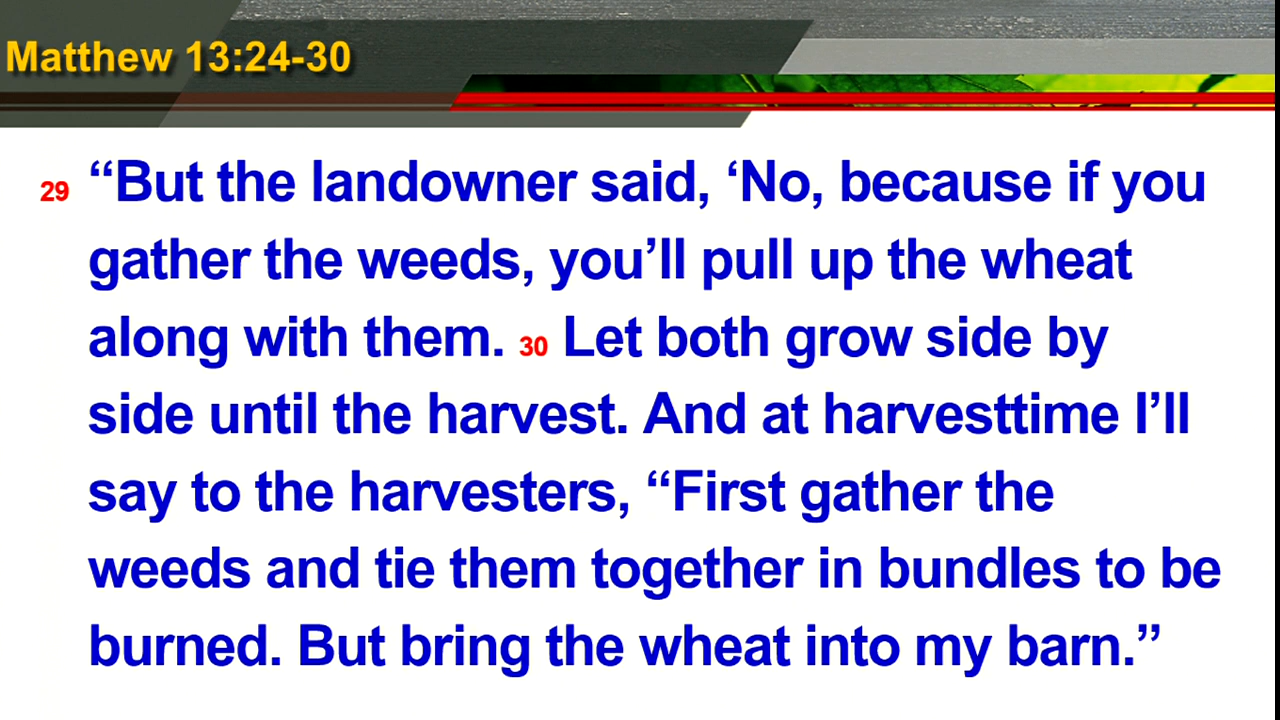 Matthew 13:24-30
29 “But the landowner said, ‘No, because if you
gather the weeds, you’ll pull up the wheat
along with them. 30 Let both grow side by
side until the harvest. And at harvesttime I’ll
say to the harvesters, “First gather the
weeds and tie them together in bundles to be
burned. But bring the wheat into my barn.”